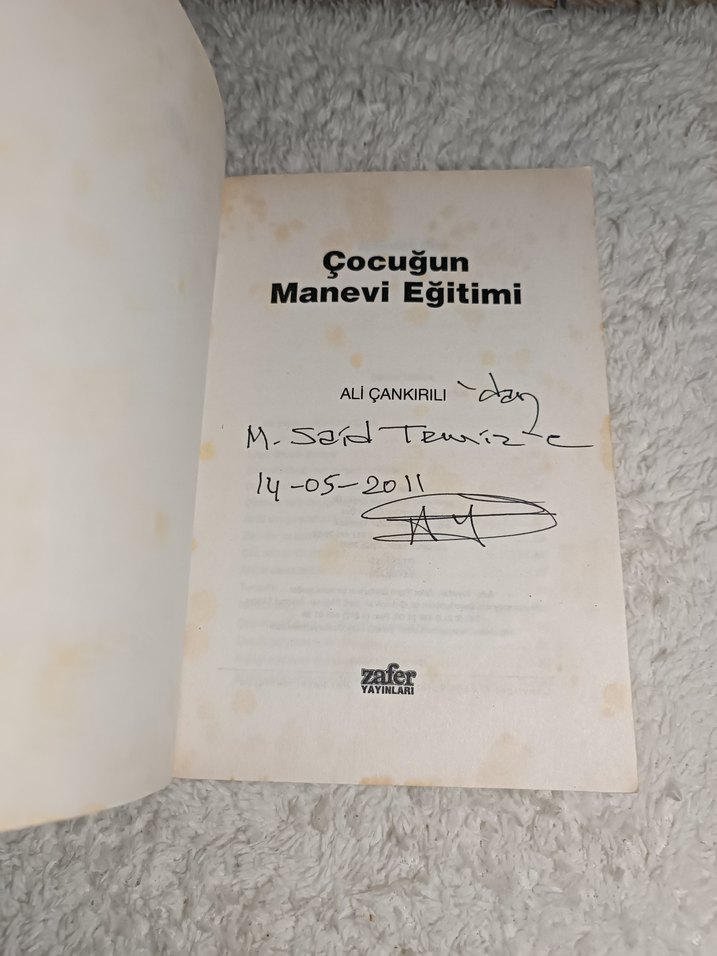 Çocuğun
Manevi Eğitimi
ALİ ÇANKIRILI -'dan
M. Said Temiz'e
14-05-2011
zafer
YAYINLARI